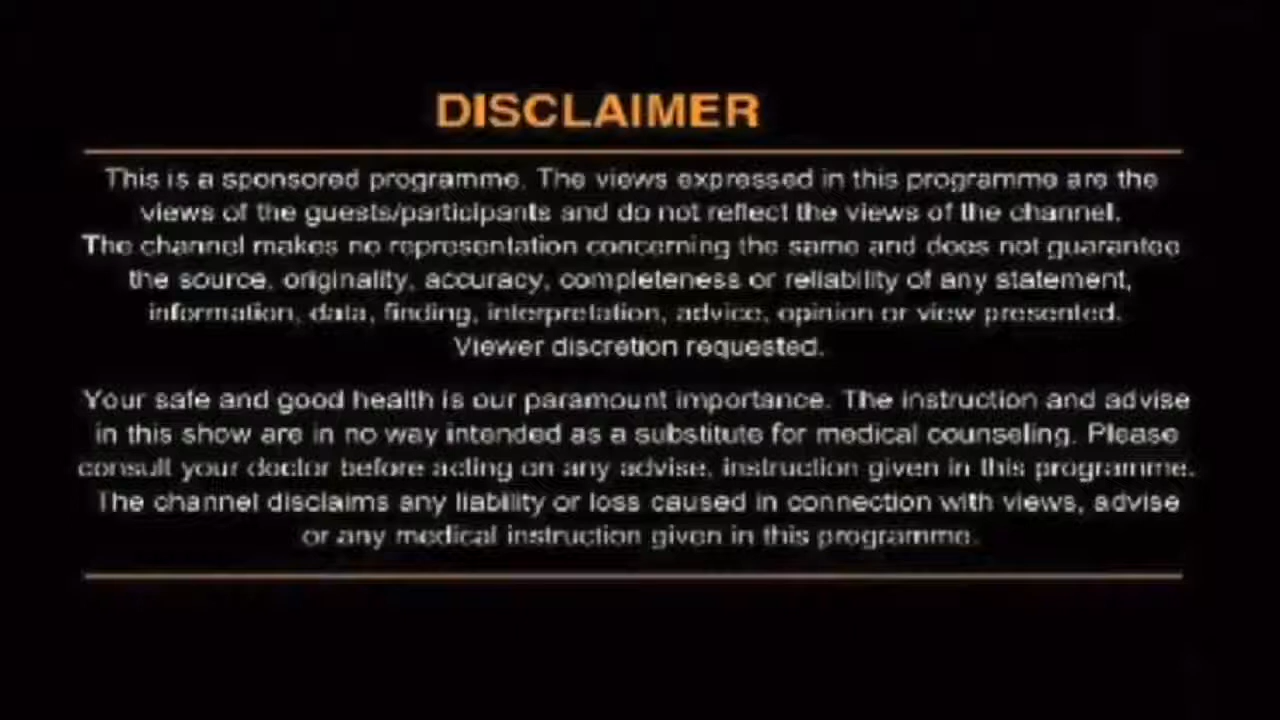 DISCLAIMER
This is a sponsored programme. The views expressed in this programme are the
views of the guests/participants and do not reflect the views of the channel.
The channel makes no representation concerning the same and does not guarantee
the source, originality, accuracy, completeness or reliability of any statement,
information, data, finding, interpretation, advice, opinion or view presented.
Viewer discretion requested.
Your safe and good health is our paramount importance. The instruction and advise
in this show are in no way intended as a substitute for medical counseling. Please
consult your doctor before acting on any advise, instruction given in this programme.
The channel disclaims any liability or loss caused in connection with views, advise
or any medical instruction given in this programme.